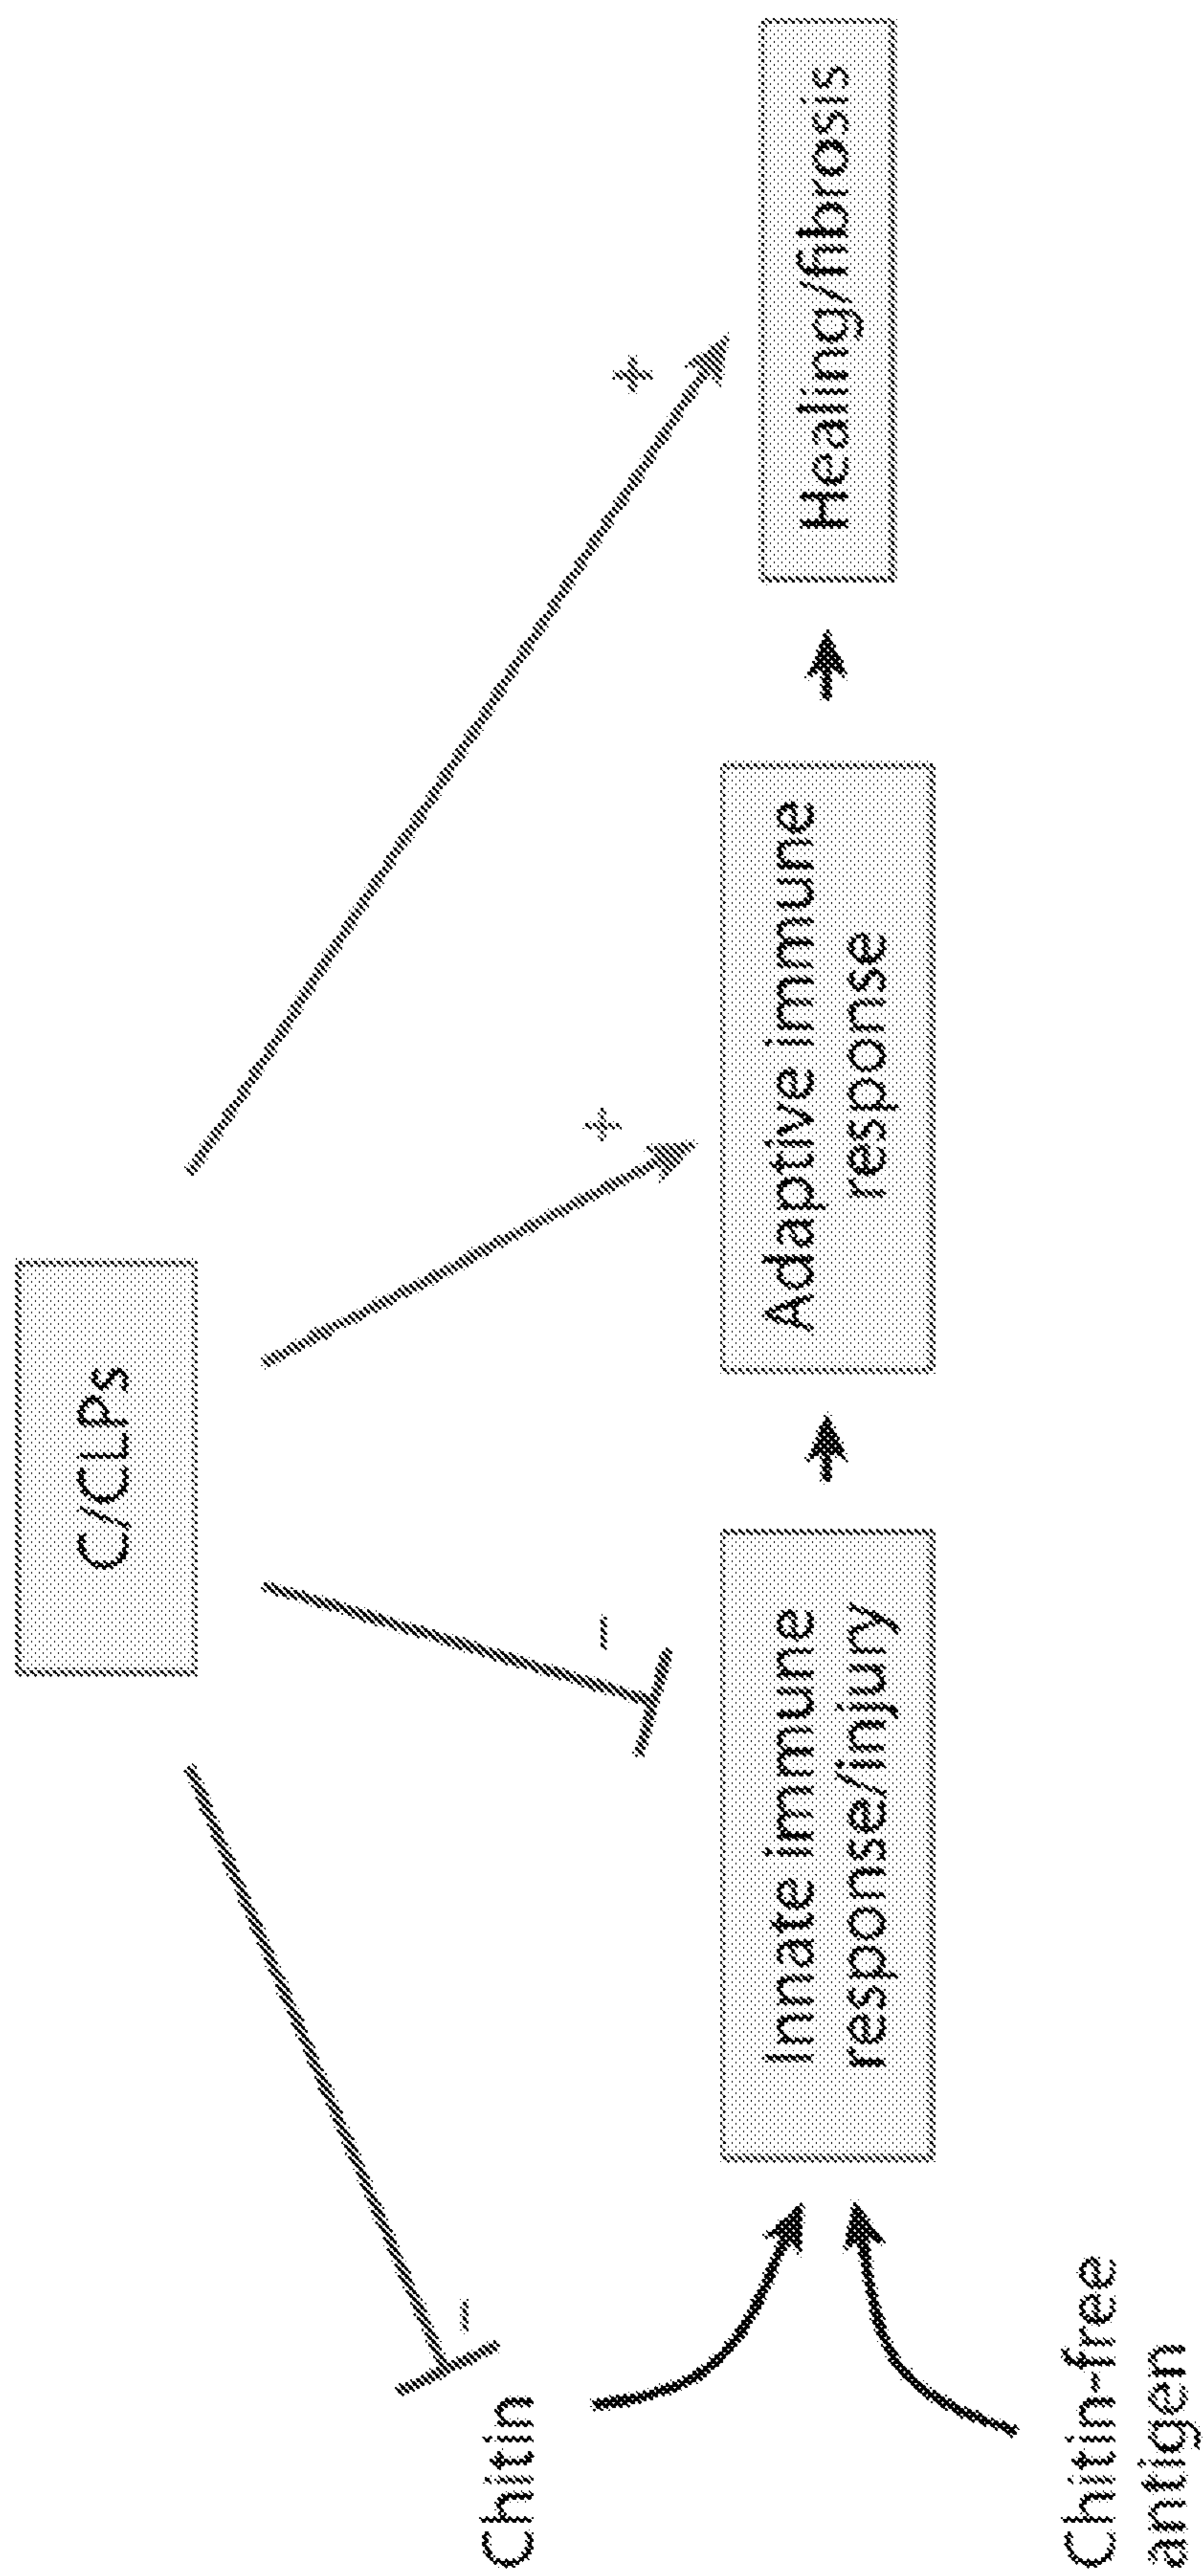 C/CLPs
−
−
+
+
Chitin
Chitin-free
antigen
Innate immune
response/injury
Adaptive immune
response
Healing/fibrosis